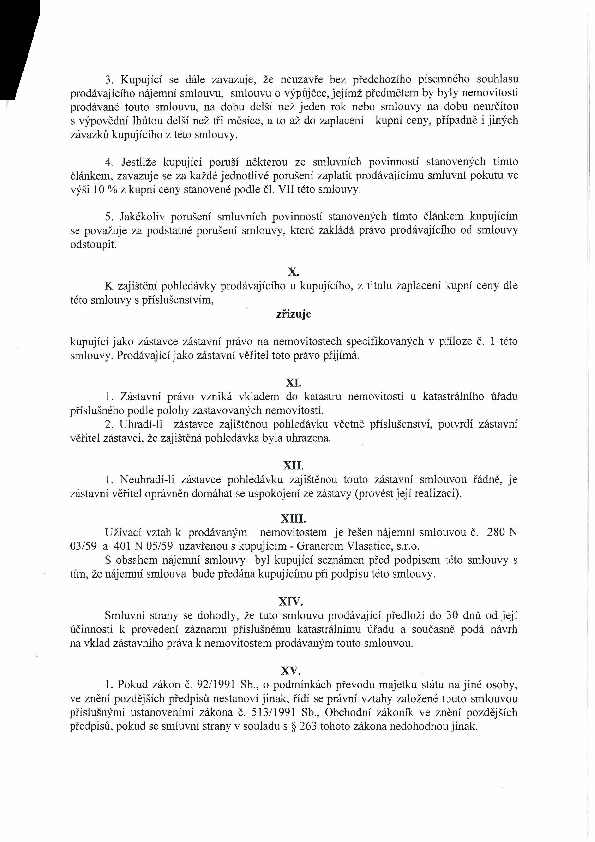 3. Kupující se dále zavazuje, že neuzavře bez předchozího písemného souhlasu
prodávajícího nájemní smlouvu, smlouvu o výpůjčce, jejímž předmětem by byly nemovitosti
prodávané touto smlouvu, na dobu delší než jeden rok nebo smlouvy na dobu neurčitou
s výpovědní lhůtou delší než tři měsíce, a to až do zaplacení kupní ceny, případně i jiných
závazků kupujícího z této smlouvy.
4. Jestliže kupující poruší některou ze smluvních povinností stanovených tímto
článkem, zavazuje se za každé jednotlivé porušení zaplatit prodávajícímu smluvní pokutu ve
výši 10 % z kupní ceny stanovené podle čl. VII této smlouvy.
5. Jakékoliv porušení smluvních povinností stanovených tímto článkem kupujícím
se považuje za podstatné porušení smlouvy, které zakládá právo prodávajícího od smlouvy
odstoupit.
X.
K zajištění pohledávky prodávajícího u kupujícího, z titulu zaplacení kupní ceny dle
této smlouvy s příslušenstvím,
zřizuje
kupující jako zástavce zástavní právo na nemovitostech specifikovaných v příloze č. 1 této
smlouvy. Prodávající jako zástavní věřitel toto právo přijímá.
XI.
1. Zástavní právo vzniká vkladem do katastru nemovitostí u katastrálního úřadu
příslušného podle polohy zastavovaných nemovitostí.
2. Uhradí-li zástavce zajištěnou pohledávku včetně příslušenství, potvrdí zástavní
věřitel zástavci, že zajištěná pohledávka byla uhrazena.
XII.
1. Neuhradí-li zástavce pohledávku zajištěnou touto zástavní smlouvou řádně, je
zástavní věřitel oprávněn domáhat se uspokojení ze zástavy (provést její realizaci).
XIII.
Užívací vztah k prodávaným nemovitostem je řešen nájemní smlouvou č. 280 N
03/59 a 401 N 05/59 uzavřenou s kupujícím - Granerem Vlasatice, s.r.o.
S obsahem nájemní smlouvy byl kupující seznámen před podpisem této smlouvy s
tím, že nájemní smlouva bude předána kupujícímu při podpisu této smlouvy.
XIV.
Smluvní strany se dohodly, že tuto smlouvu prodávající předloží do 30 dnů od její
účinnosti k provedení záznamu příslušnému katastrálnímu úřadu a současně podá návrh
na vklad zástavního práva k nemovitostem prodávaným touto smlouvou.
XV.
1. Pokud zákon č. 92/1991 Sb., o podmínkách převodu majetku státu na jiné osoby,
ve znění pozdějších předpisů nestanoví jinak, řídí se právní vztahy založené touto smlouvou
příslušnými ustanoveními zákona č. 513/1991 Sb., Obchodní zákoník ve znění pozdějších
předpisů, pokud se smluvní strany v souladu s § 263 tohoto zákona nedohodnou jinak.